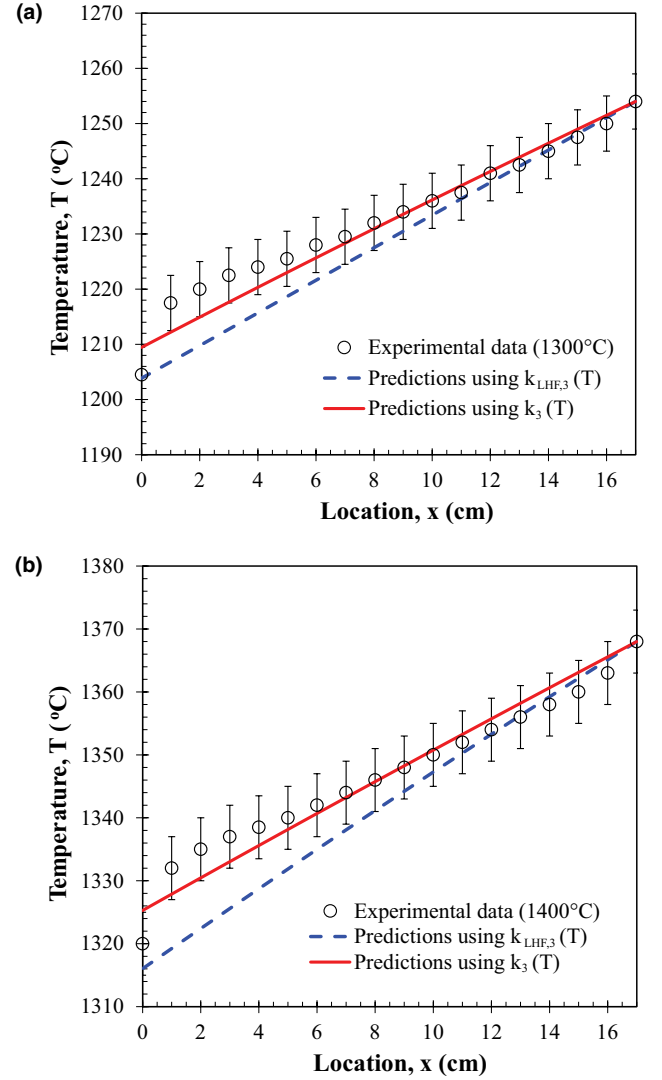 (a)
1270
1260
1250
1240
1230
1220
1210
1200
1190
Temperature, T (°C)
Experimental data (1300°C)
Predictions using k_LHF,3 (T)
Predictions using k_3 (T)
0 2 4 6 8 10 12 14 16
Location, x (cm)
(b)
1380
1370
1360
1350
1340
1330
1320
1310
Temperature, T (°C)
Experimental data (1400°C)
Predictions using k_LHF,3 (T)
Predictions using k_3 (T)
0 2 4 6 8 10 12 14 16
Location, x (cm)